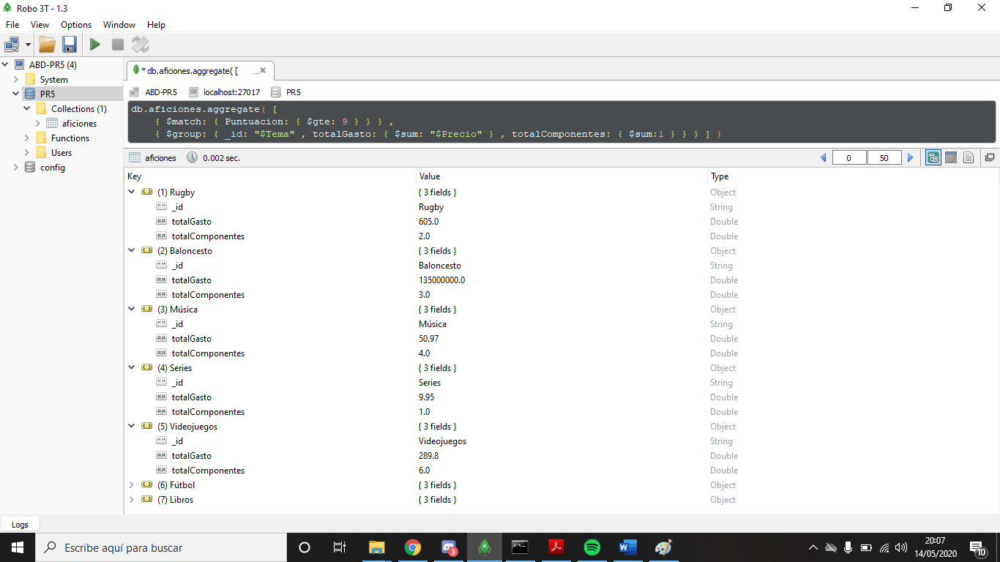 Robo 3T - 1.3
File View Options Window Help
ABD-PR5 (4)
System
PR5
Collections (1)
aficiones
Functions
Users
config
* db.aficiones.aggregate( [ ...
ABD-PR5 localhost:27017 PR5
db.aficiones.aggregate( [
{ $match: { Puntuacion: { $gte: 9 } } } ,
{ $group: { _id: "$Tema" , totalGasto: { $sum: "$Precio" } , totalComponentes: { $sum:1 } } } ] )
aficiones 0.002 sec. 0 50
Key Value Type
(1) Rugby { 3 fields } Object
_id Rugby String
totalGasto 605.0 Double
totalComponentes 2.0 Double
(2) Baloncesto { 3 fields } Object
_id Baloncesto String
totalGasto 135000000.0 Double
totalComponentes 3.0 Double
(3) Música { 3 fields } Object
_id Música String
totalGasto 50.97 Double
totalComponentes 4.0 Double
(4) Series { 3 fields } Object
_id Series String
totalGasto 9.95 Double
totalComponentes 1.0 Double
(5) Videojuegos { 3 fields } Object
_id Videojuegos String
totalGasto 289.8 Double
totalComponentes 6.0 Double
(6) Fútbol { 3 fields } Object
(7) Libros { 3 fields } Object
Logs
Escribe aquí para buscar
3
20:07
14/05/2020
10